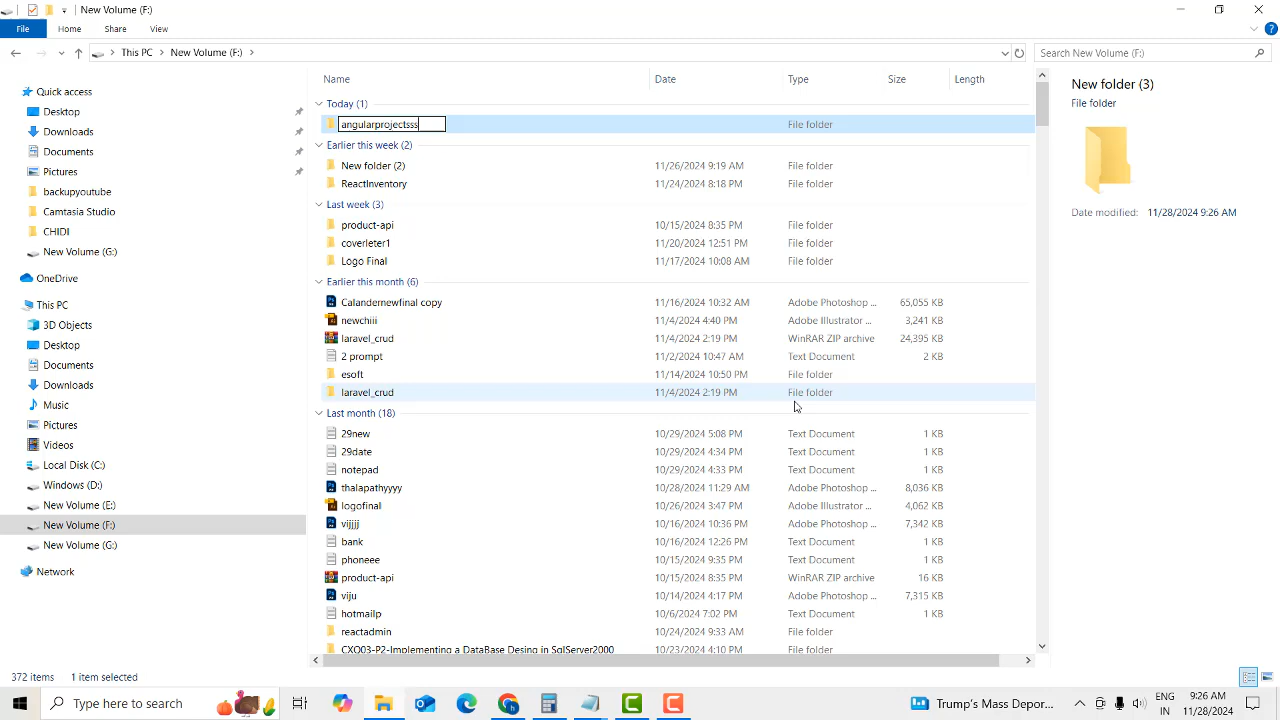 New Volume (F:)
File Home Share View
This PC New Volume (F:) Search New Volume (F:)
Quick access
Desktop
Downloads
Documents
Pictures
backupyoutube
Camtasia Studio
CHIDI
New Volume (G:)
OneDrive
This PC
3D Objects
Desktop
Documents
Downloads
Music
Pictures
Videos
Local Disk (C:)
Windows (D:)
New Volume (E:)
New Volume (F:)
New Volume (G:)
Network
Name Date Type Size Length
Today (1)
angularprojectsss File folder
Earlier this week (2)
New folder (2) 11/26/2024 9:19 AM File folder
ReactInventory 11/24/2024 8:18 PM File folder
Last week (3)
product-api 10/15/2024 8:35 PM File folder
coverleter1 11/20/2024 12:51 PM File folder
Logo Final 11/17/2024 10:08 AM File folder
Earlier this month (6)
Calandernewfinal copy 11/16/2024 10:32 AM Adobe Photoshop ... 65,055 KB
newchiii 11/4/2024 4:40 PM Adobe Illustrator ... 3,241 KB
laravel_crud 11/4/2024 2:19 PM WinRAR ZIP archive 24,395 KB
2 prompt 11/2/2024 10:47 AM Text Document 2 KB
esoft 11/14/2024 10:50 PM File folder
laravel_crud 11/4/2024 2:19 PM File folder
Last month (18)
29new 10/29/2024 5:08 PM Text Document 1 KB
29date 10/29/2024 4:34 PM Text Document 1 KB
notepad 10/29/2024 4:33 PM Text Document 1 KB
thalapathyyyy 10/28/2024 11:29 AM Adobe Photoshop ... 8,036 KB
logofinal 10/26/2024 3:47 PM Adobe Illustrator ... 4,062 KB
vijjjj 10/16/2024 10:36 PM Adobe Photoshop ... 7,342 KB
bank 10/16/2024 12:26 PM Text Document 1 KB
phoneee 10/15/2024 9:35 PM Text Document 1 KB
product-api 10/15/2024 8:35 PM WinRAR ZIP archive 16 KB
viju 10/14/2024 4:17 PM Adobe Photoshop ... 7,315 KB
hotmailp 10/6/2024 7:02 PM Text Document 1 KB
reactadmin 10/24/2024 9:33 AM File folder
CXO03-P2-Implementing a DataBase Desing in SqlServer2000 10/23/2024 4:10 PM File folder
New folder (3)
File folder
Date modified: 11/28/2024 9:26 AM
372 items 1 item selected
Type here to search
Trump's Mass Depor...
ENG
IN
9:26 AM
11/28/2024